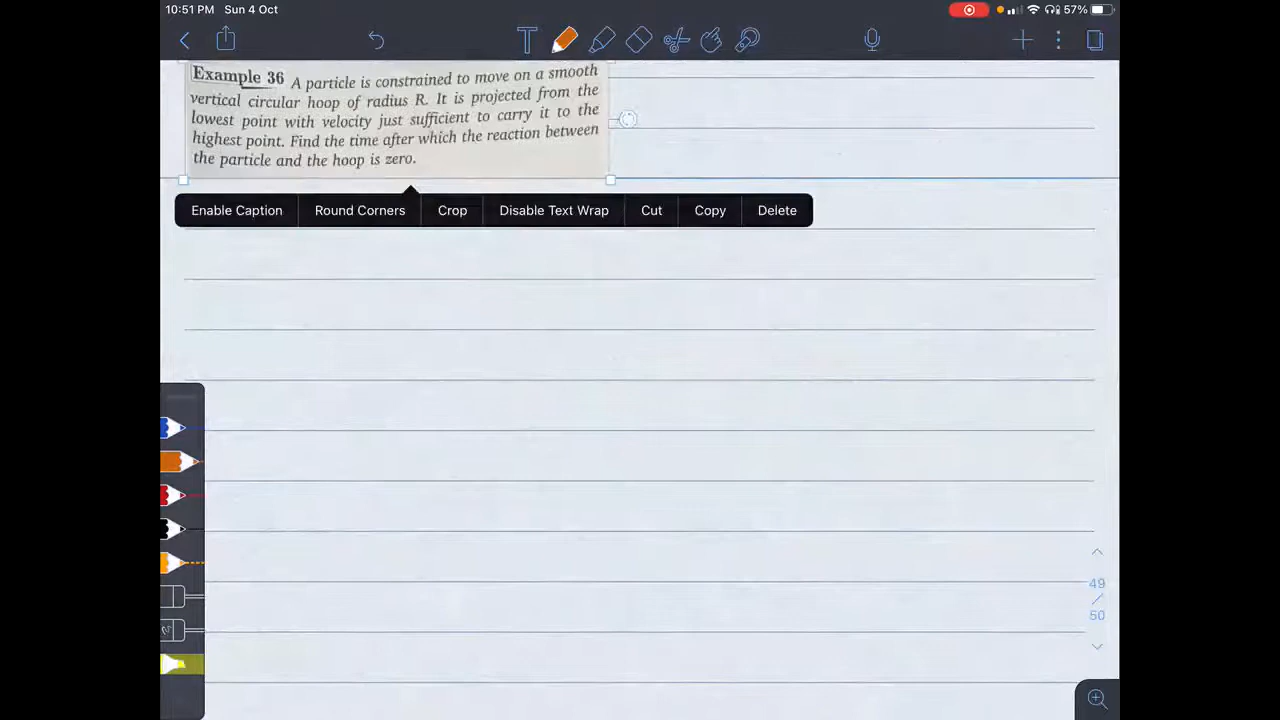 10:51 PM Sun 4 Oct
57%
T
Example 36 A particle is constrained to move on a smooth
vertical circular hoop of radius R. It is projected from the
lowest point with velocity just sufficient to carry it to the
highest point. Find the time after which the reaction between
the particle and the hoop is zero.
Enable Caption Round Corners Crop Disable Text Wrap Cut Copy Delete
49
/
50